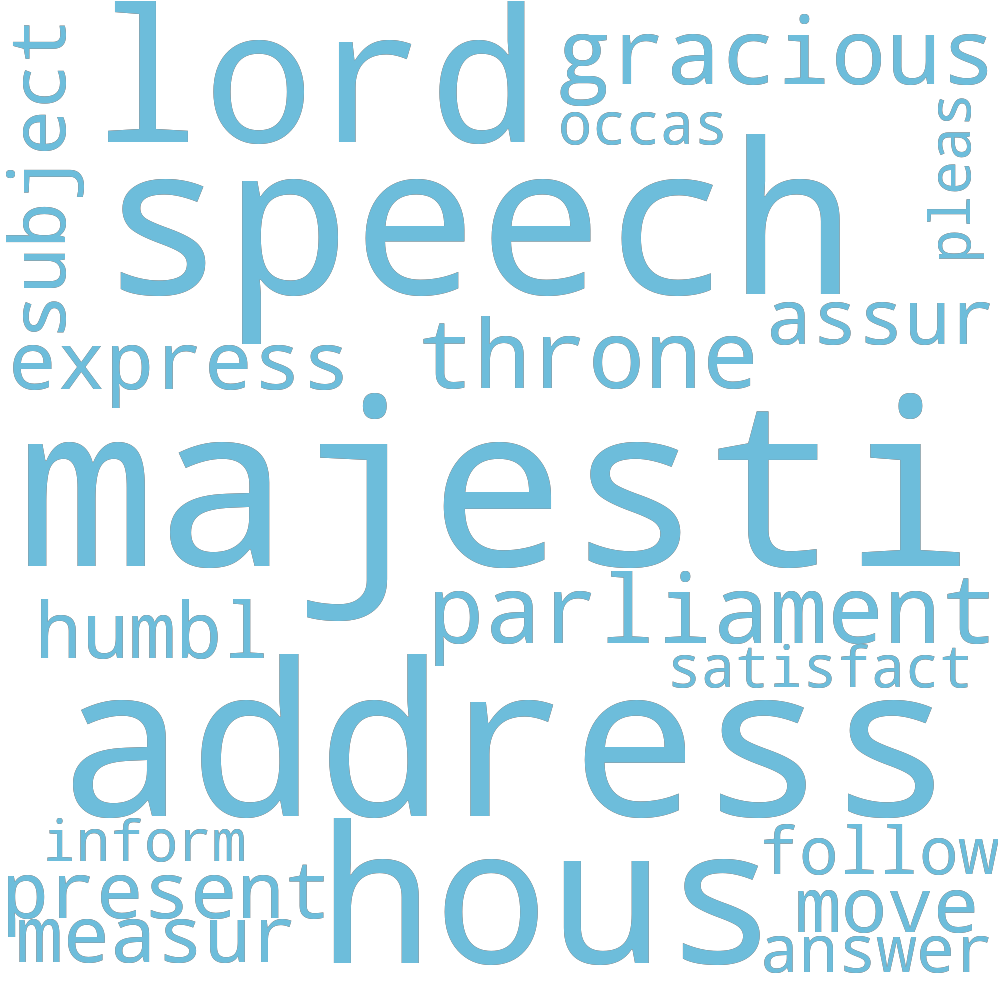 lord
gracious
subject
occas
pleas
speech
assur
express
throne
majesti
humbl
parliament
satisfact
address
inform
hous
follow
present
move
measur
answer